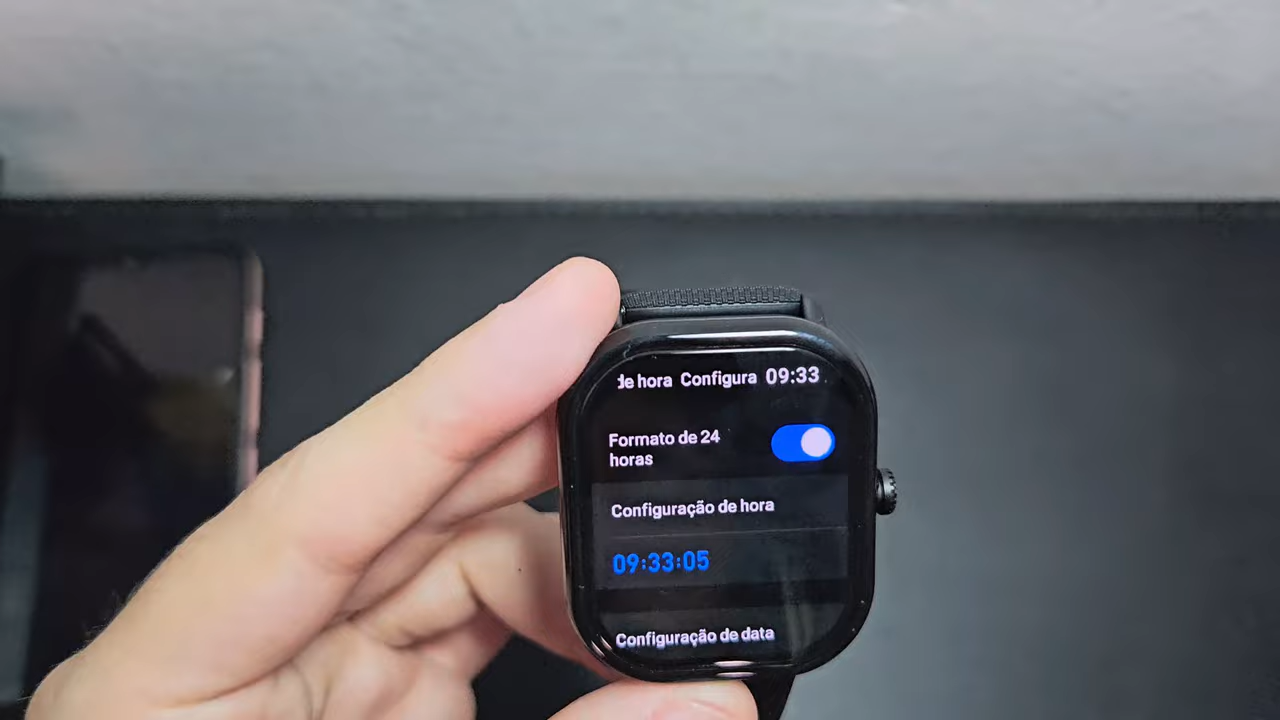 de hora Configura 09:33
Formato de 24
horas
Configuração de hora
09:33:05
Configuração de data